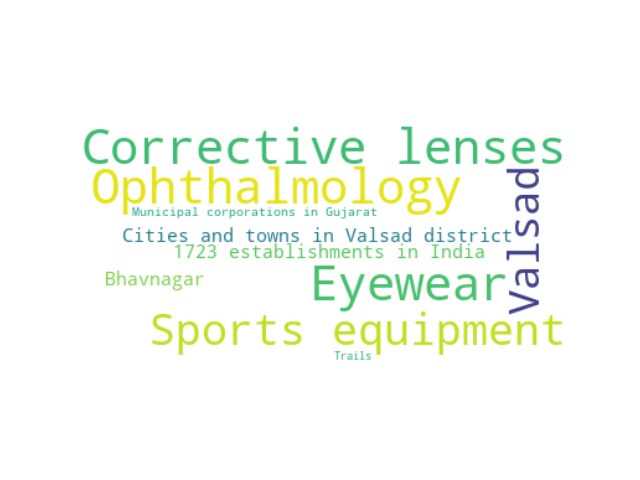 Corrective lenses
Ophthalmology
Valsad
Municipal corporations in Gujarat
Cities and towns in Valsad district
1723 establishments in India
Bhavnagar
Eyewear
Sports equipment
Trails